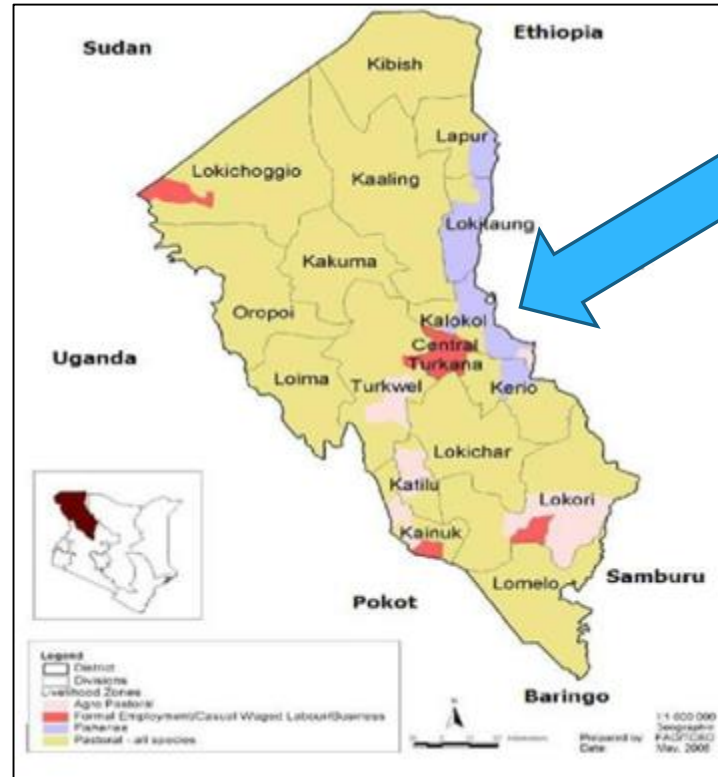 Sudan
Ethiopia
Kibish
Lapur
Lokichoggio
Kaaling
Lokitaung
Kakuma
Oropoi
Kalokol
Central
Turkana
Uganda
Loima
Turkwel
Kerio
Lokichar
Katilu
Lokori
Kainuk
Lomelo
Samburu
Pokot
Baringo
Legend
District
Divisions
Livelihood Zones
Agro Pastoral
Formal Employment/Casual Waged Labour/Business
Fisheries
Pastoral - all species
Prepared by
Date
May, 2006